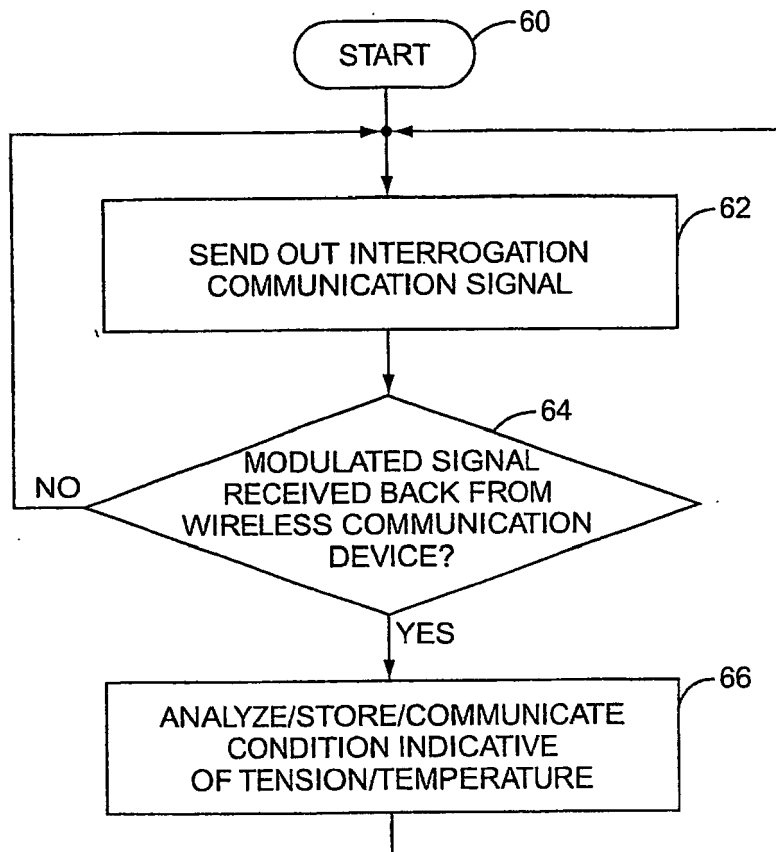 START
60
SEND OUT INTERROGATION
COMMUNICATION SIGNAL
62
MODULATED SIGNAL
RECEIVED BACK FROM
WIRELESS COMMUNICATION
DEVICE?
64
NO
YES
ANALYZE/STORE/COMMUNICATE
CONDITION INDICATIVE
OF TENSION/TEMPERATURE
66